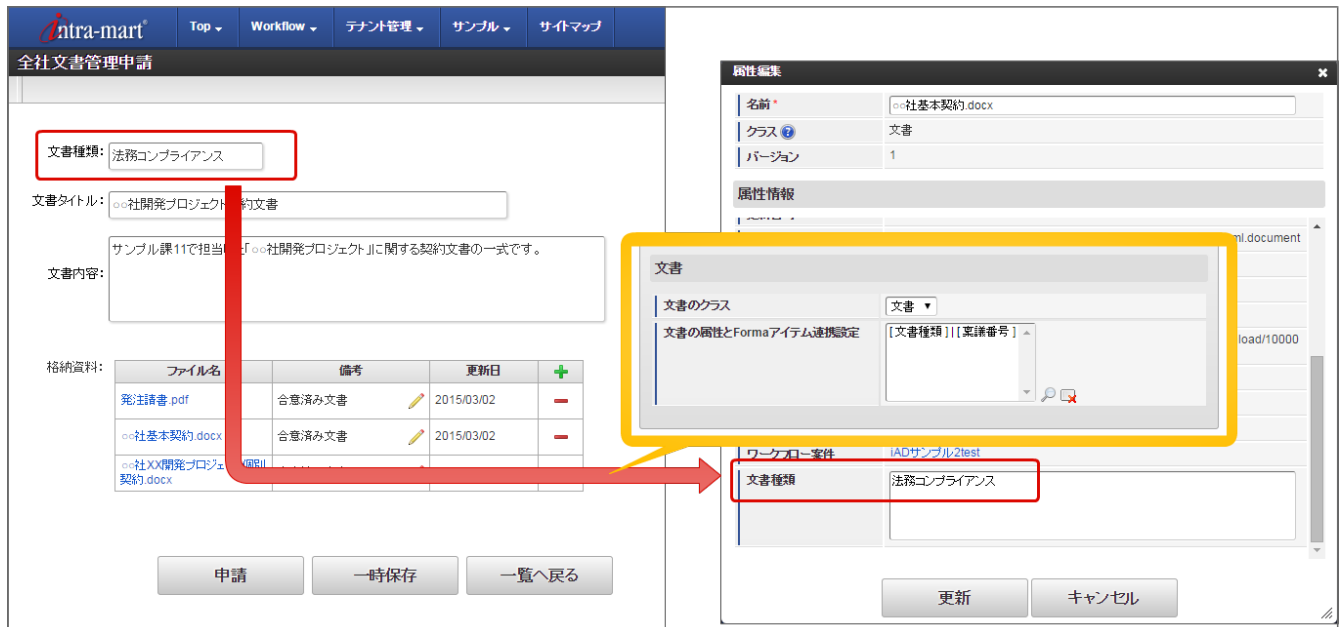 intra-mart
Top
Workflow
テナント管理
サンプル
サイトマップ
全社文書管理申請
文書種類:
法務コンプライアンス
文書タイトル:
○○社開発プロジェクト 約文書
文書内容:
サンプル課11で担当 「○○社開発プロジェクト」に関する契約文書の一式です。
格納資料:
ファイル名
備考
更新日
発注請書.pdf
合意済み文書
2015/03/02
○○社基本契約.docx
合意済み文書
2015/03/02
○○社XX開発プロジェ 個別
契約.docx
申請
一時保存
一覧へ戻る
属性編集
名前*
○○社基本契約.docx
クラス
文書
バージョン
1
属性情報
ml.document
文書
文書のクラス
文書
文書の属性とFormaアイテム連携設定
[文書種類]|[稟議番号]
load/10000
ワークフロー案件
iADサンプル2test
文書種類
法務コンプライアンス
更新
キャンセル